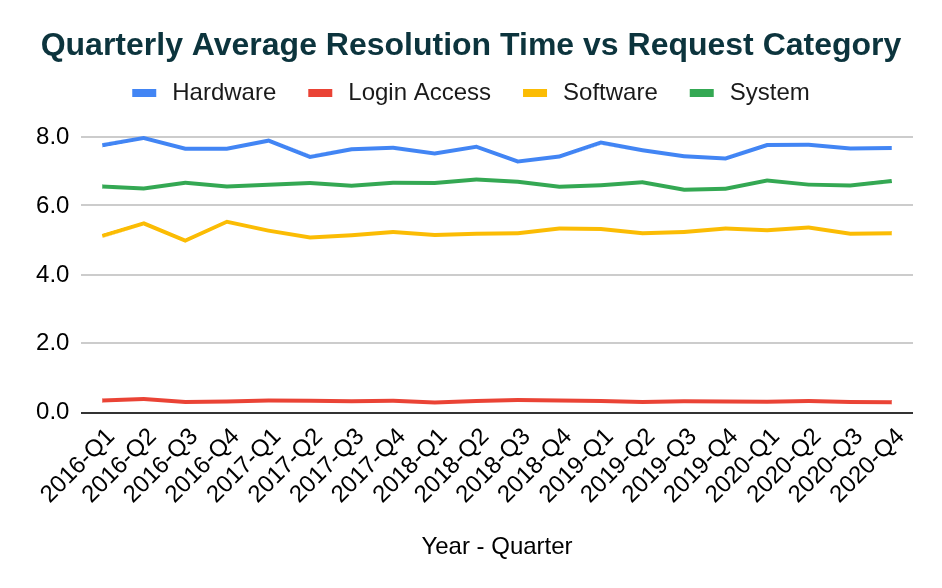 Quarterly Average Resolution Time vs Request Category
Hardware Login Access Software System
8.0
6.0
4.0
2.0
0.0
2016-Q1 2016-Q2 2016-Q3 2016-Q4 2017-Q1 2017-Q2 2017-Q3 2017-Q4 2018-Q1 2018-Q2 2018-Q3 2018-Q4 2019-Q1 2019-Q2 2019-Q3 2019-Q4 2020-Q1 2020-Q2 2020-Q3 2020-Q4
Year - Quarter